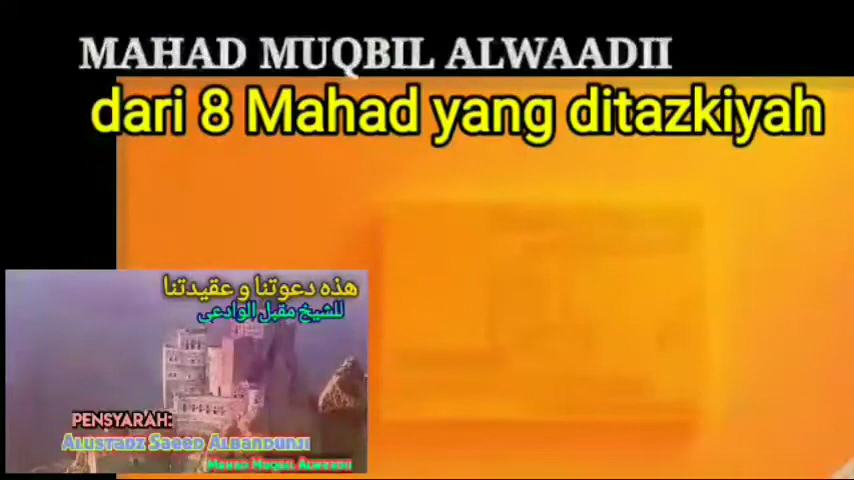 MAHAD MUQBIL ALWAADII
dari 8 Mahad yang ditazkiyah
هذه دعوتنا و عقيدتنا
للشيخ مقبل الوادعي
PENSYARAH:
ALUSTADZ SAEED ALBANDUNJI
MAHAD MUQBIL ALWAADII